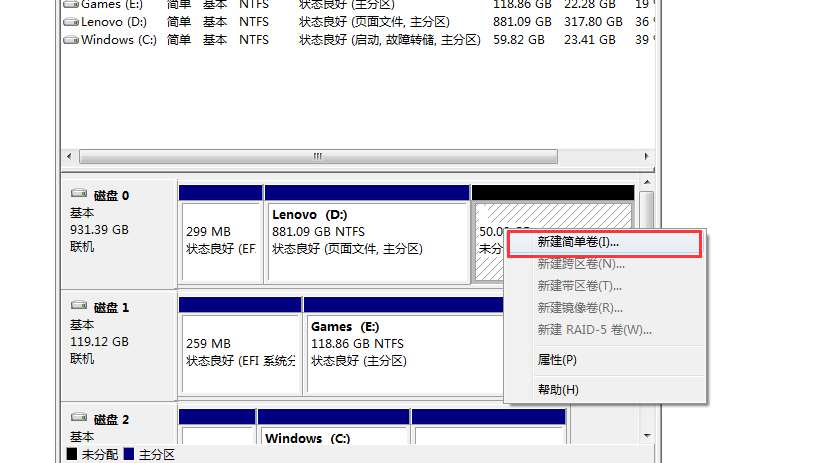 Games (E:) 简单 基本 NTFS 状态良好 (主分区) 118.86 GB 22.28 GB 19
Lenovo (D:) 简单 基本 NTFS 状态良好 (页面文件, 主分区) 881.09 GB 317.80 GB 36
Windows (C:) 简单 基本 NTFS 状态良好 (启动, 故障转储, 主分区) 59.82 GB 23.41 GB 39
磁盘 0
基本
931.39 GB
联机
299 MB
状态良好 (EF
Lenovo (D:)
881.09 GB NTFS
状态良好 (页面文件, 主分区)
50.0
未分
新建简单卷(I)...
新建跨区卷(N)...
新建带区卷(T)...
新建镜像卷(R)...
新建 RAID-5 卷(W)...
属性(P)
帮助(H)
磁盘 1
基本
119.12 GB
联机
259 MB
状态良好 (EFI 系统分
Games (E:)
118.86 GB NTFS
状态良好 (主分区)
磁盘 2
基本
Windows (C:)
未分配 主分区